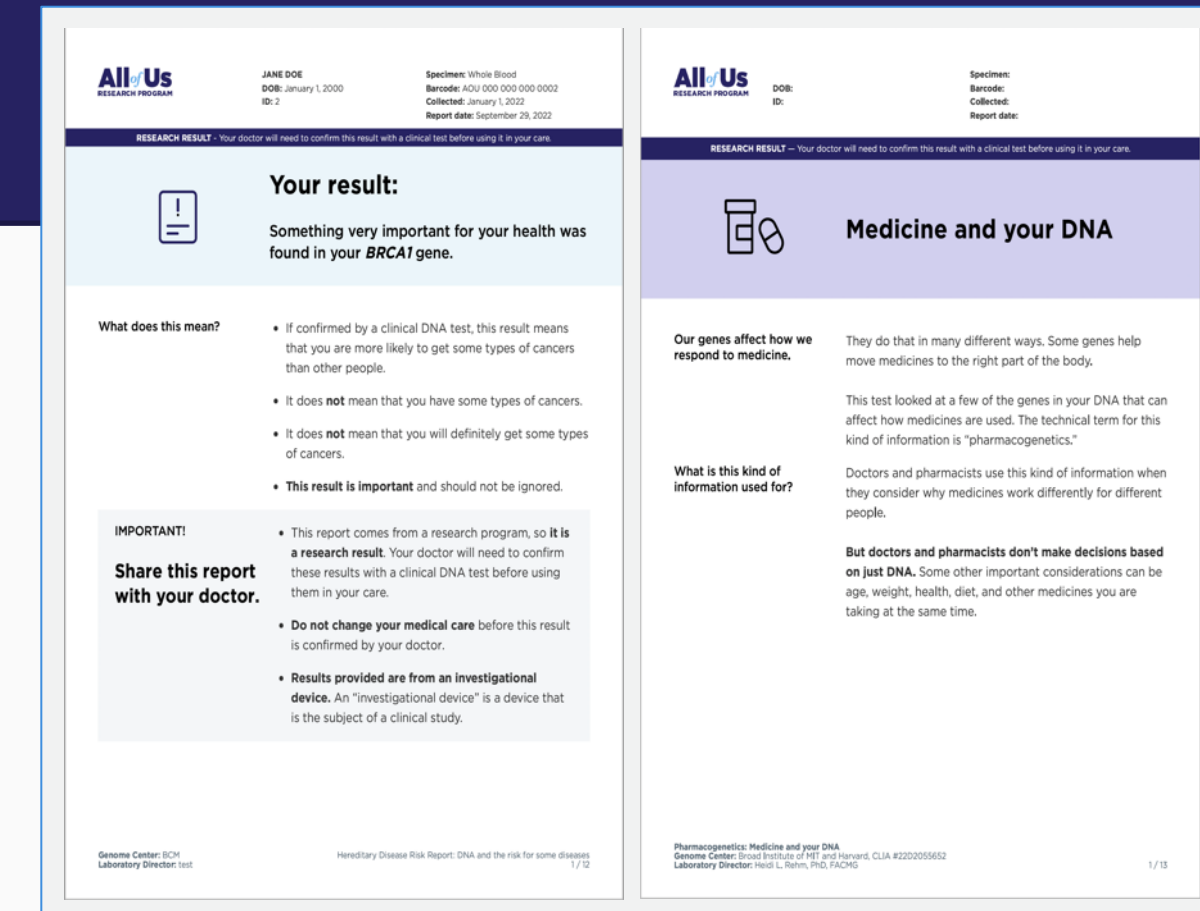 All of Us
RESEARCH PROGRAM
JANE DOE
DOB: January 1, 2000
ID: 2
Specimen: Whole Blood
Barcode: AOU 000 000 000 0002
Collected: January 1, 2022
Report date: September 29, 2022
RESEARCH RESULT - Your doctor will need to confirm this result with a clinical test before using it in your care.
Your result:
Something very important for your health was
found in your BRCA1 gene.
What does this mean?
• If confirmed by a clinical DNA test, this result means
that you are more likely to get some types of cancers
than other people.
• It does not mean that you have some types of cancers.
• It does not mean that you will definitely get some types
of cancers.
• This result is important and should not be ignored.
IMPORTANT!
Share this report
with your doctor.
• This report comes from a research program, so it is
a research result. Your doctor will need to confirm
these results with a clinical DNA test before using
them in your care.
• Do not change your medical care before this result
is confirmed by your doctor.
• Results provided are from an investigational
device. An “investigational device” is a device that
is the subject of a clinical study.
Genome Center: BCM
Laboratory Director: test
Hereditary Disease Risk Report: DNA and the risk for some diseases
1 / 12
All of Us
RESEARCH PROGRAM
DOB:
ID:
Specimen:
Barcode:
Collected:
Report date:
RESEARCH RESULT — Your doctor will need to confirm this result with a clinical test before using it in your care.
Medicine and your DNA
Our genes affect how we
respond to medicine.
They do that in many different ways. Some genes help
move medicines to the right part of the body.
This test looked at a few of the genes in your DNA that can
affect how medicines are used. The technical term for this
kind of information is “pharmacogenetics.”
What is this kind of
information used for?
Doctors and pharmacists use this kind of information when
they consider why medicines work differently for different
people.
But doctors and pharmacists don’t make decisions based
on just DNA. Some other important considerations can be
age, weight, health, diet, and other medicines you are
taking at the same time.
Pharmacogenetics: Medicine and your DNA
Genome Center: Broad Institute of MIT and Harvard, CLIA #22D2055652
Laboratory Director: Heidi L. Rehm, PhD, FACMG
1 / 13